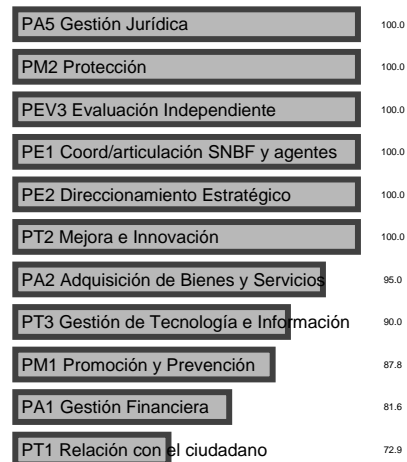 PA5 Gestión Jurídica 100.0
PM2 Protección 100.0
PEV3 Evaluación Independiente 100.0
PE1 Coord/articulación SNBF y agentes 100.0
PE2 Direccionamiento Estratégico 100.0
PT2 Mejora e Innovación 100.0
PA2 Adquisición de Bienes y Servicios 95.0
PT3 Gestión de Tecnología e Información 90.0
PM1 Promoción y Prevención 87.8
PA1 Gestión Financiera 81.6
PT1 Relación con el ciudadano 72.9